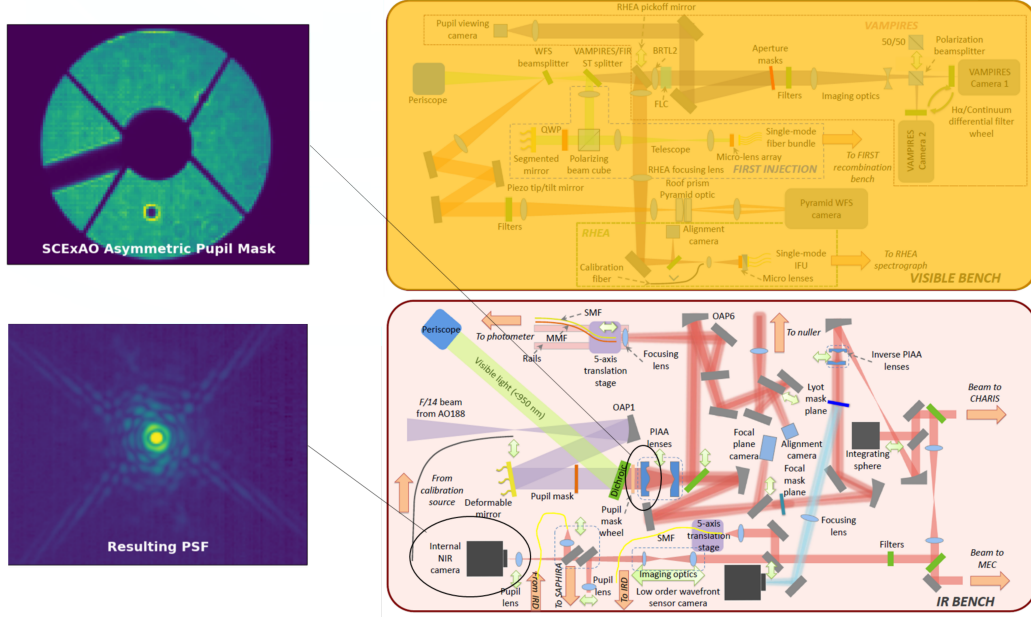 SCExAO Asymmetric Pupil Mask
Resulting PSF
RHEA pickoff mirror
Pupil viewing
camera
VAMPIRES
50/50
Polarization
beamsplitter
WFS
beamsplitter
VAMPIRES/FIR
ST splitter
BRTL2
Aperture
masks
Periscope
FLC
Filters
Imaging optics
VAMPIRES
Camera 1
Hα/Continuum
differential filter
wheel
VAMPIRES
Camera 2
QWP
Segmented
mirror
Polarizing
beam cube
Telescope
Single-mode
fiber bundle
Micro-lens array
FIRST INJECTION
To FIRST
recombination
bench
RHEA focusing lens
Piezo tip/tilt mirror
Roof prism
Pyramid optic
Filters
Pyramid WFS
camera
RHEA
Alignment
camera
Calibration
fiber
Single-mode
IFU
Micro lenses
To RHEA
spectrograph
VISIBLE BENCH
Periscope
To photometer
SMF
MMF
Rails
5-axis
translation
stage
Focusing
lens
OAP6
To nuller
Inverse PIAA
lenses
Visible light (<950 nm)
F/14 beam
from AO188
OAP1
PIAA
lenses
Lyot
mask
plane
Beam to
CHARIS
Focal
plane
camera
Alignment
camera
Focal
mask
plane
Integrating
sphere
From
calibration
source
Deformable
mirror
Pupil mask
Dichroic
Pupil
mask
wheel
5-axis
translation
stage
Focusing
lens
SMF
Internal
NIR
camera
Pupil
lens
From IRD
To SAPHIRA
Pupil
lens
To IRD
Imaging optics
Low order wavefront
sensor camera
Filters
Beam to
MEC
IR BENCH